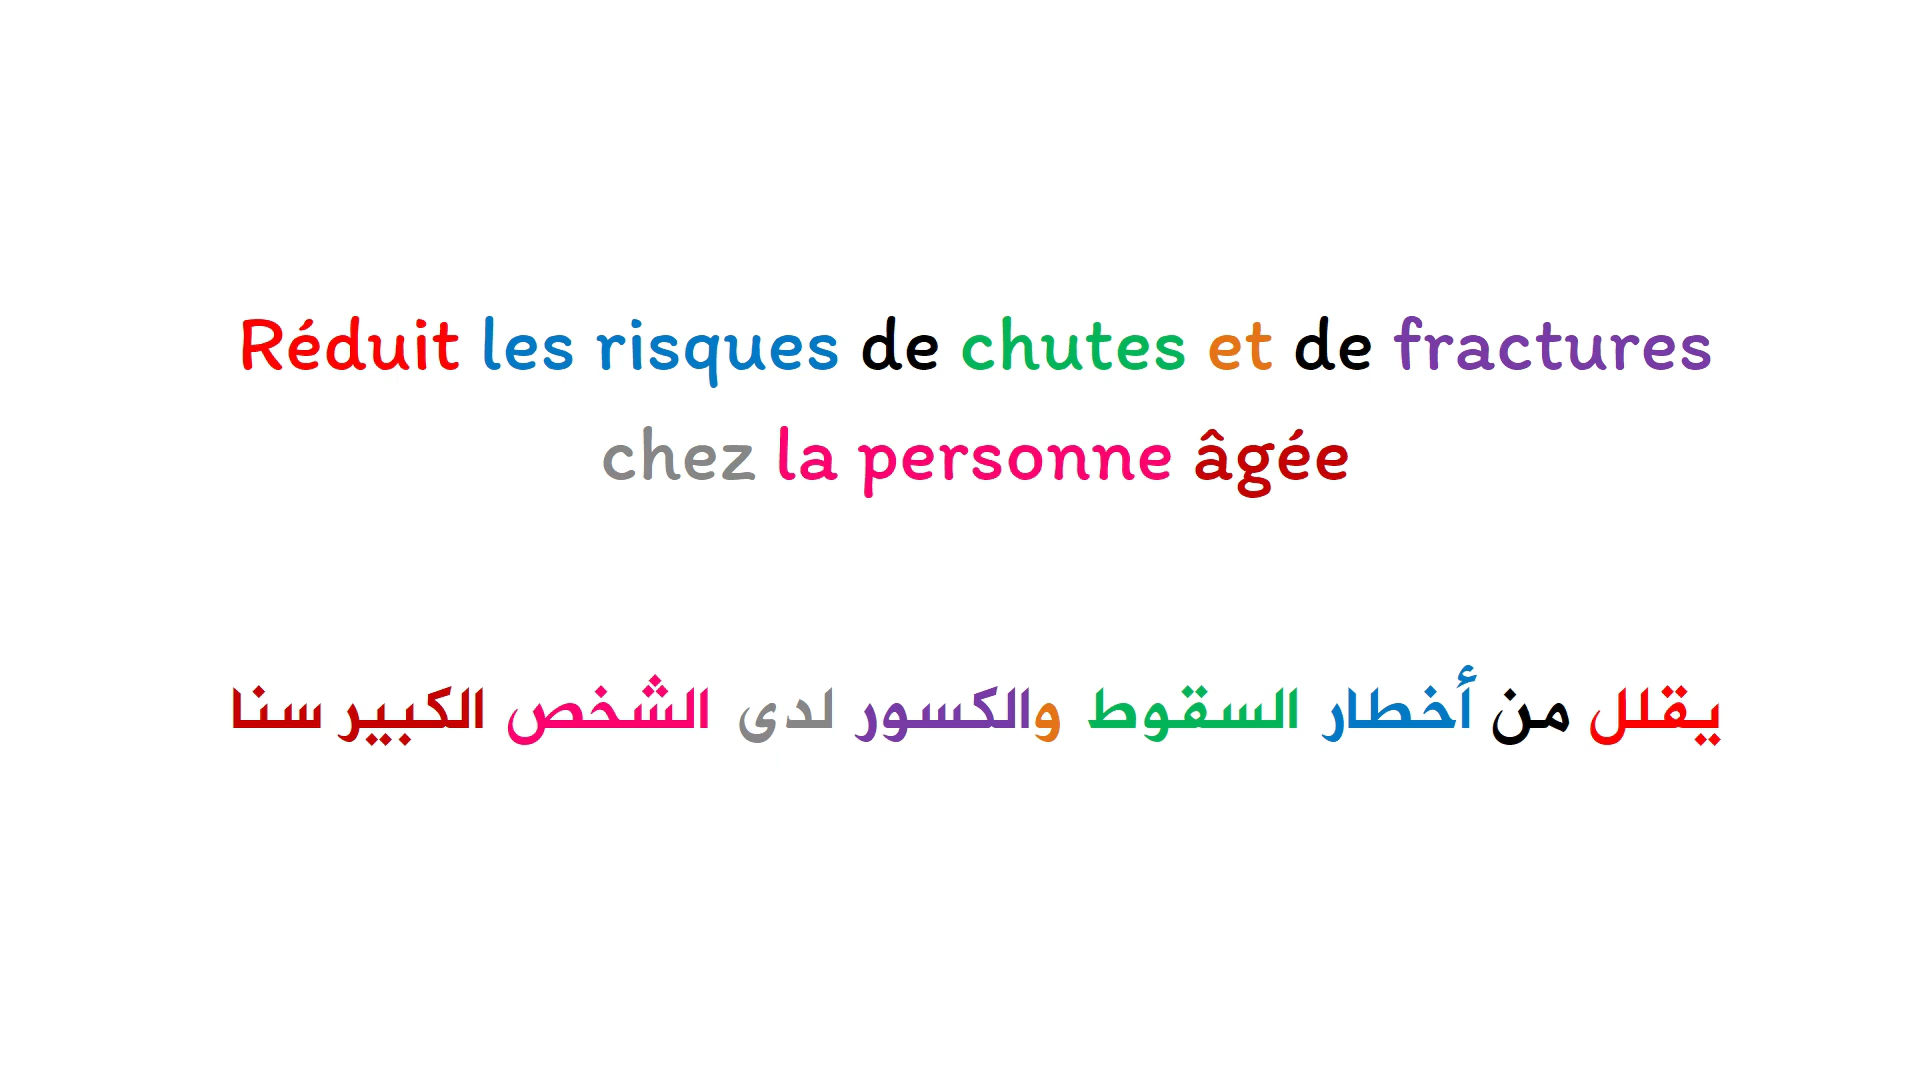 Réduit les risques de chutes et de fractures
chez la personne âgée
يقلل من أخطار السقوط والكسور لدى الشخص الكبير سنا